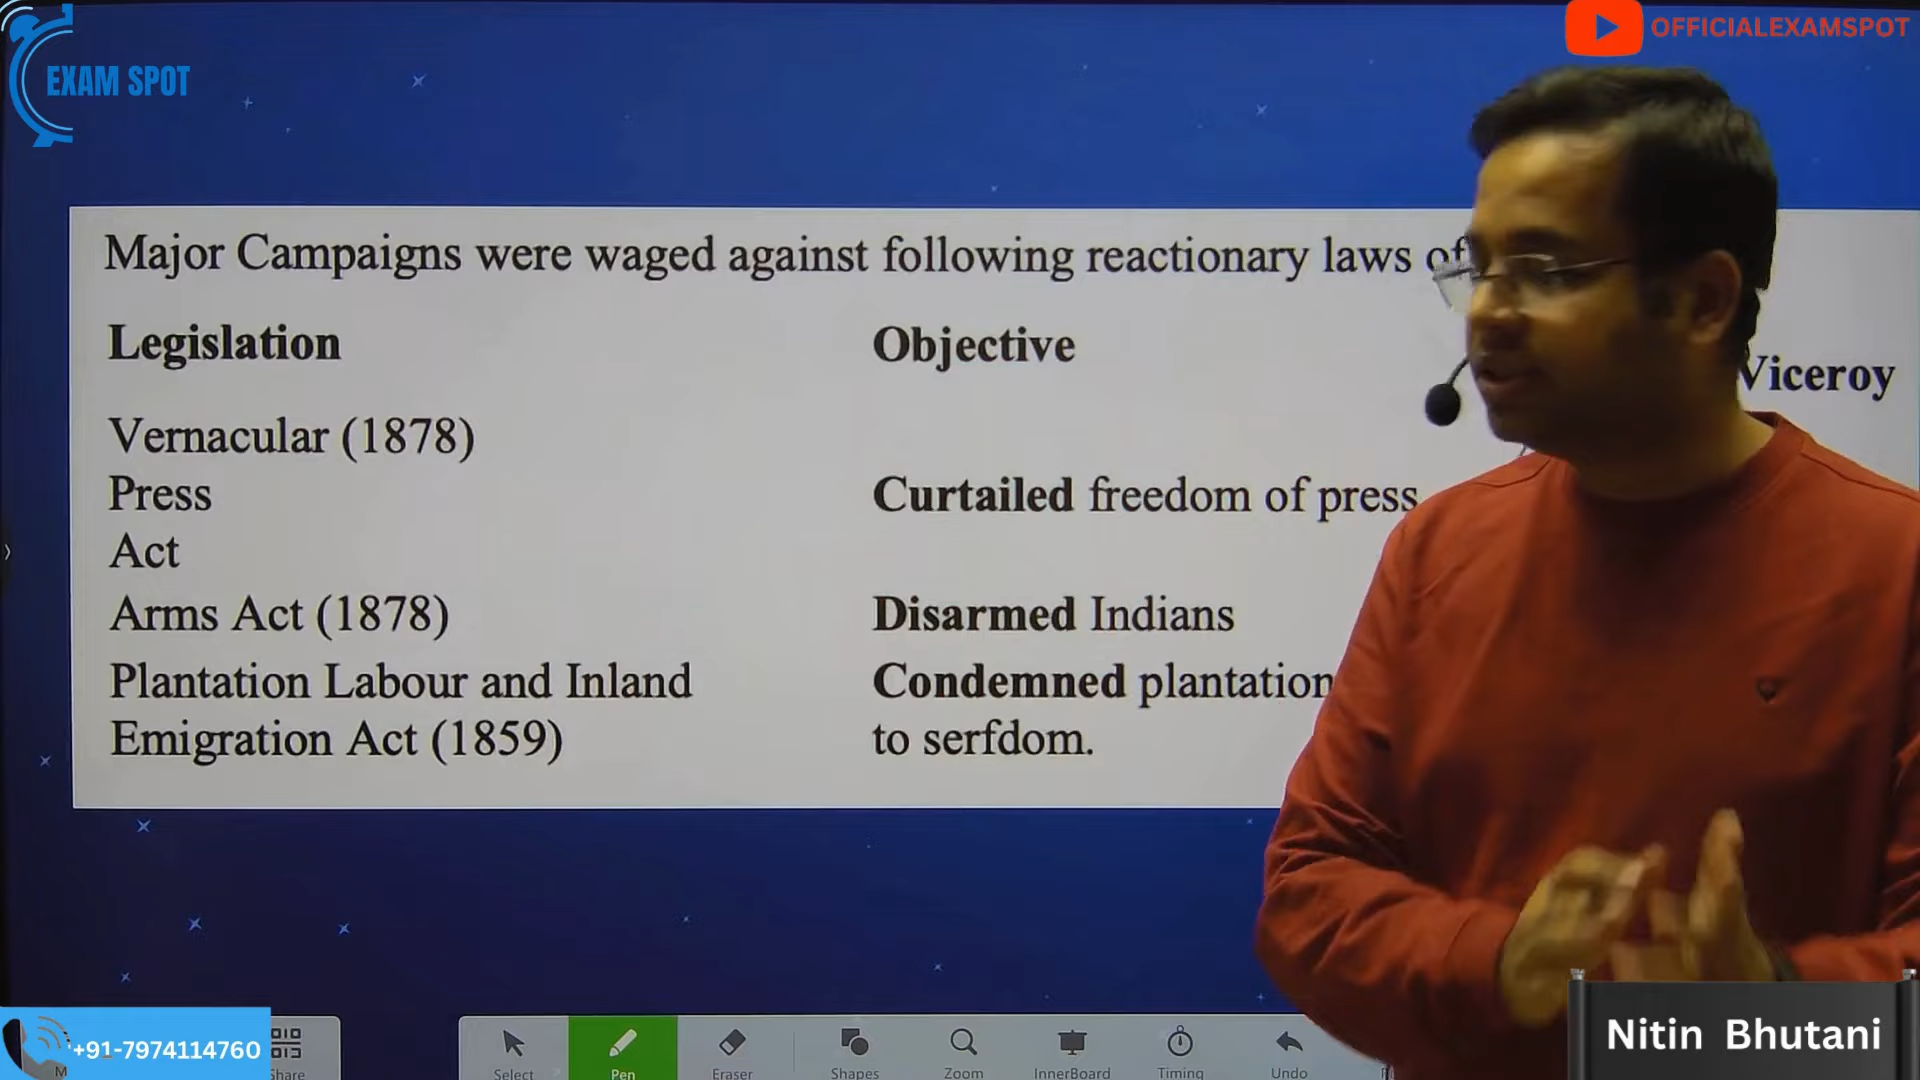 EXAM SPOT
OFFICIALEXAMSPOT
Major Campaigns were waged against following reactionary laws of
Legislation
Objective
Viceroy
Vernacular (1878)
Press
Act
Curtailed freedom of press
Arms Act (1878)
Disarmed Indians
Plantation Labour and Inland
Emigration Act (1859)
Condemned plantation
to serfdom.
+91-7974114760
Share
Select
Pen
Eraser
Shapes
Zoom
InnerBoard
Timing
Undo
Nitin Bhutani